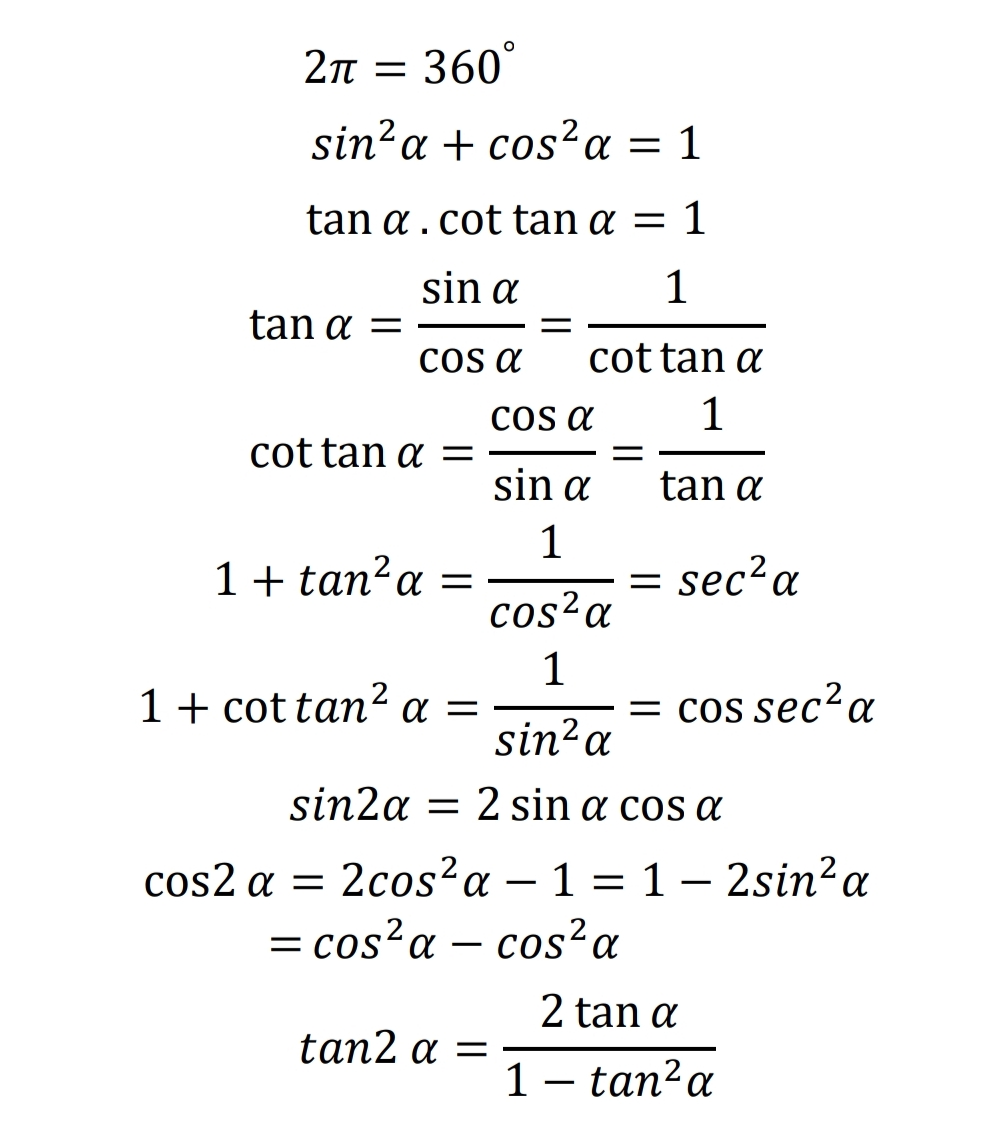 2π = 360°
sin²α + cos²α = 1
tan α . cot tan α = 1
tan α = sin α / cos α = 1 / cot tan α
cot tan α = cos α / sin α = 1 / tan α
1 + tan²α = 1 / cos²α = sec²α
1 + cot tan² α = 1 / sin²α = cos sec²α
sin2α = 2 sin α cos α
cos2 α = 2cos²α − 1 = 1 − 2sin²α
= cos²α − cos²α
tan2 α = 2 tan α / 1 − tan²α